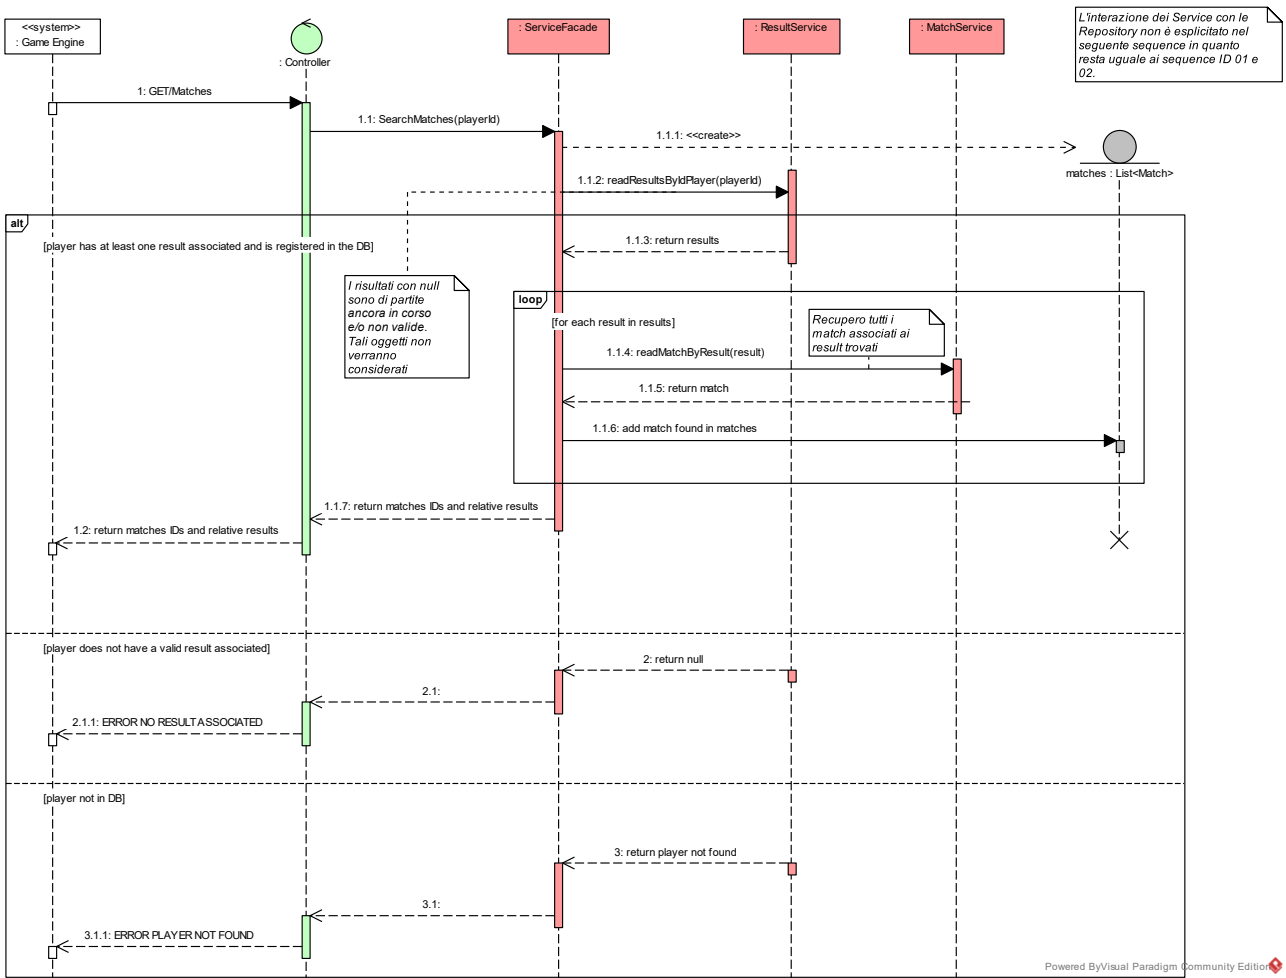 <<system>>
: Game Engine
: Controller
: ServiceFacade
: ResultService
: MatchService
L'interazione dei Service con le
Repository non è esplicitato nel
seguente sequence in quanto
resta uguale ai sequence ID 01 e
02.
1: GET/Matches
1.1: SearchMatches(playerId)
1.1.1: <<create>>
matches : List<Match>
1.1.2: readResultsByIdPlayer(playerId)
alt
[player has at least one result associated and is registered in the DB]
1.1.3: return results
I risultati con null
sono di partite
ancora in corso
e/o non valide.
Tali oggetti non
verranno
considerati
loop
[for each result in results]
Recupero tutti i
match associati ai
result trovati
1.1.4: readMatchByResult(result)
1.1.5: return match
1.1.6: add match found in matches
1.1.7: return matches IDs and relative results
1.2: return matches IDs and relative results
[player does not have a valid result associated]
2: return null
2.1:
2.1.1: ERROR NO RESULT ASSOCIATED
[player not in DB]
3: return player not found
3.1:
3.1.1: ERROR PLAYER NOT FOUND
Powered ByVisual Paradigm Community Edition